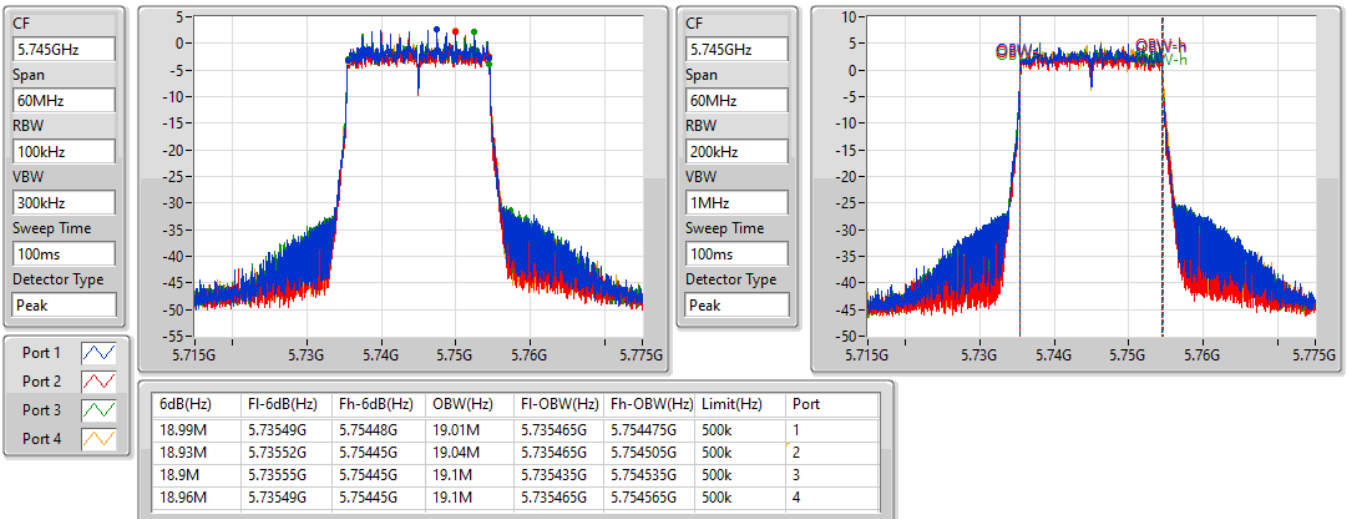 CF
5.745GHz
Span
60MHz
RBW
100kHz
VBW
300kHz
Sweep Time
100ms
Detector Type
Peak
5
0
-5
-10
-15
-20
-25
-30
-35
-40
-45
-50
-55
5.715G 5.73G 5.74G 5.75G 5.76G 5.775G
CF
5.745GHz
Span
60MHz
RBW
200kHz
VBW
1MHz
Sweep Time
100ms
Detector Type
Peak
10
5
0
-5
-10
-15
-20
-25
-30
-35
-40
-45
-50
OBW-h
5.715G 5.73G 5.74G 5.75G 5.76G 5.775G
Port 1
Port 2
Port 3
Port 4
6dB(Hz) Fl-6dB(Hz) Fh-6dB(Hz) OBW(Hz) Fl-OBW(Hz) Fh-OBW(Hz) Limit(Hz) Port
18.99M 5.73549G 5.75448G 19.01M 5.735465G 5.754475G 500k 1
18.93M 5.73552G 5.75445G 19.04M 5.735465G 5.754505G 500k 2
18.9M 5.73555G 5.75445G 19.1M 5.735435G 5.754535G 500k 3
18.96M 5.73549G 5.75445G 19.1M 5.735465G 5.754565G 500k 4